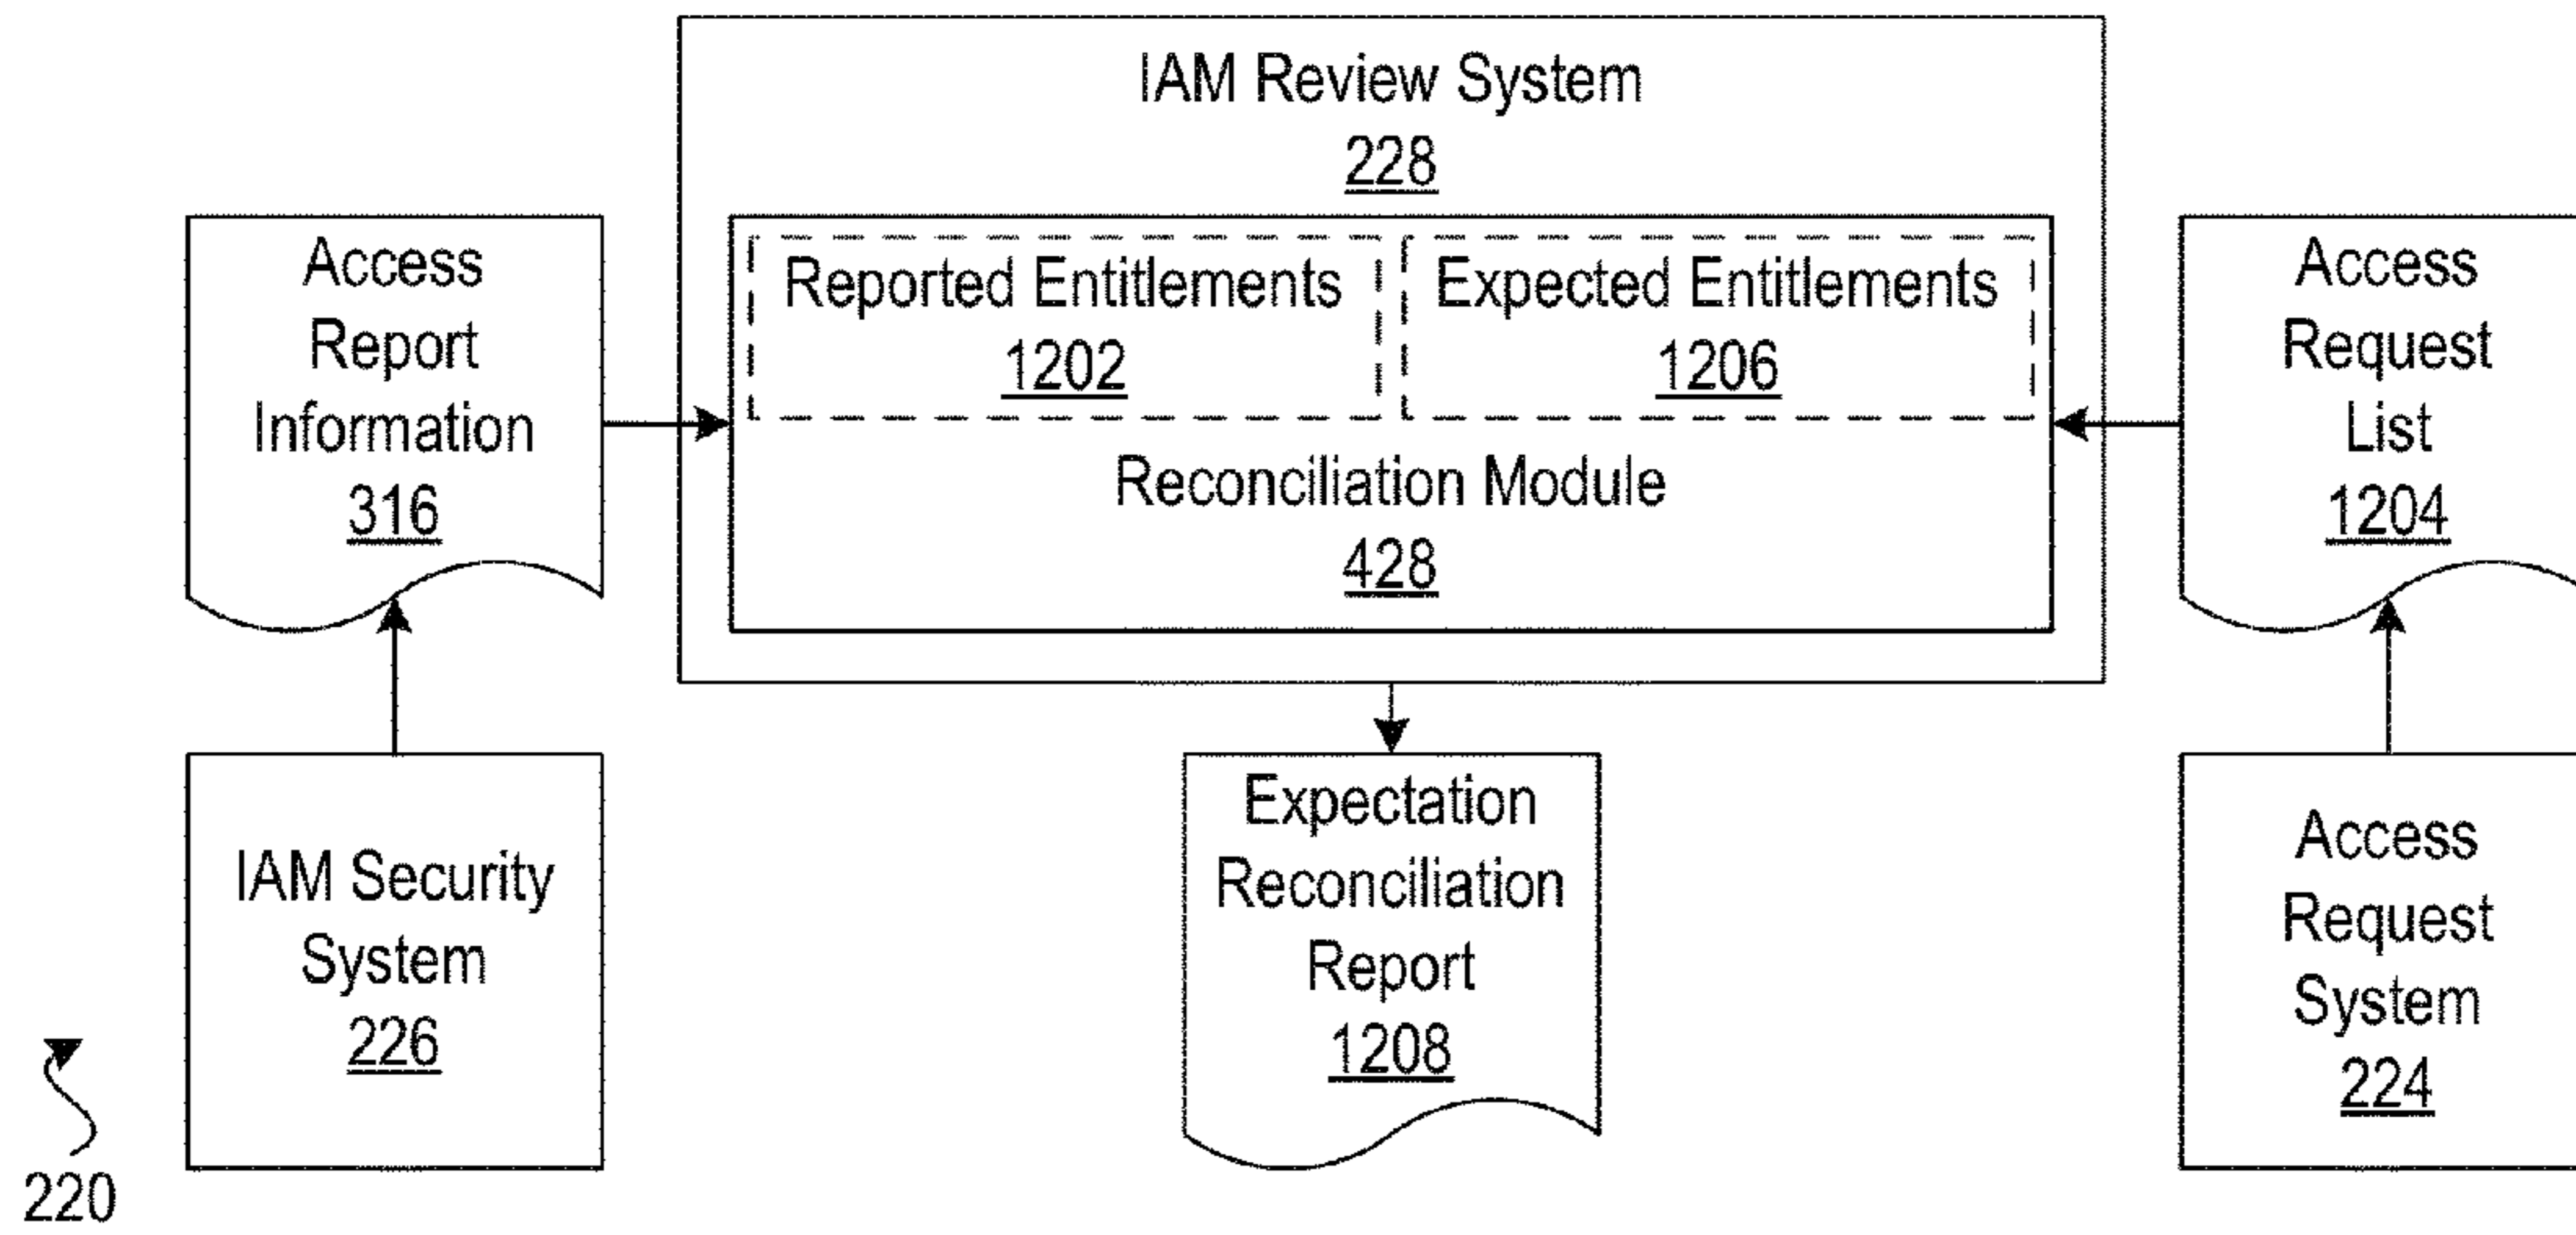 IAM Review System
228
Access
Report
Information
316
Reported Entitlements
1202
Expected Entitlements
1206
Reconciliation Module
428
Access
Request
List
1204
IAM Security
System
226
Expectation
Reconciliation
Report
1208
Access
Request
System
224
220